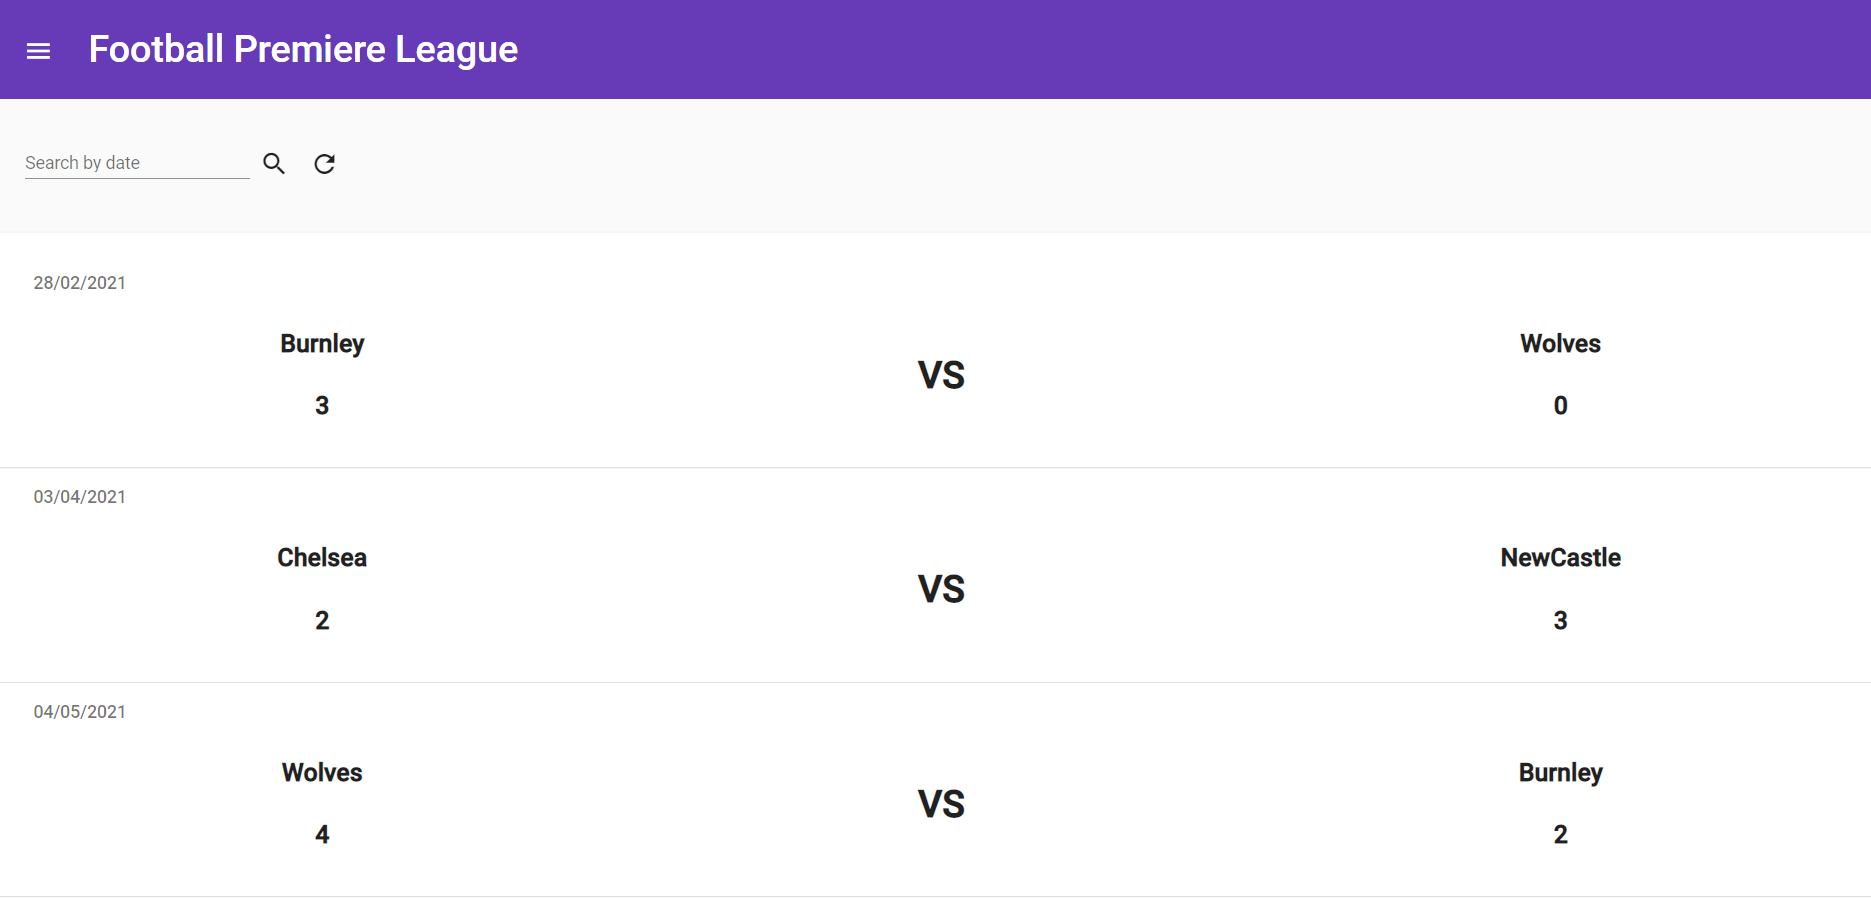 Football Premiere League
Search by date
28/02/2021
Burnley
VS
Wolves
3
0
03/04/2021
Chelsea
VS
NewCastle
2
3
04/05/2021
Wolves
VS
Burnley
4
2